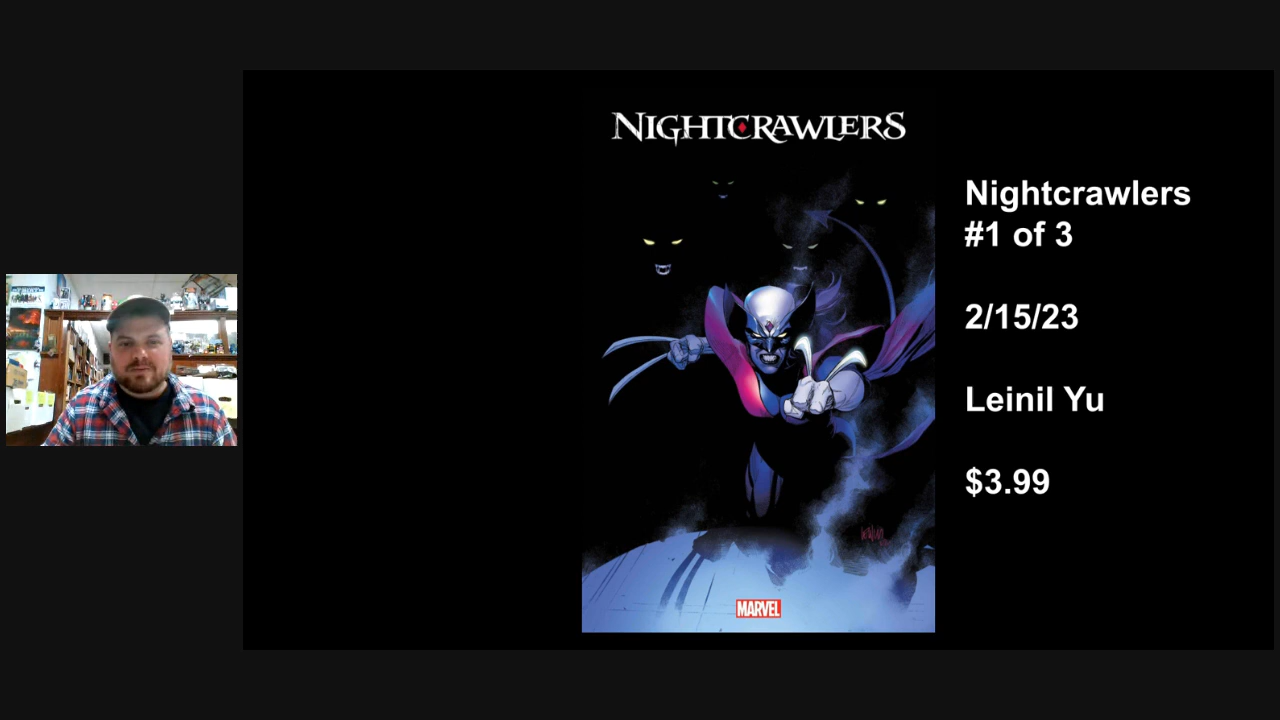 NIGHTCRAWLERS
MARVEL
Nightcrawlers
#1 of 3
2/15/23
Leinil Yu
$3.99